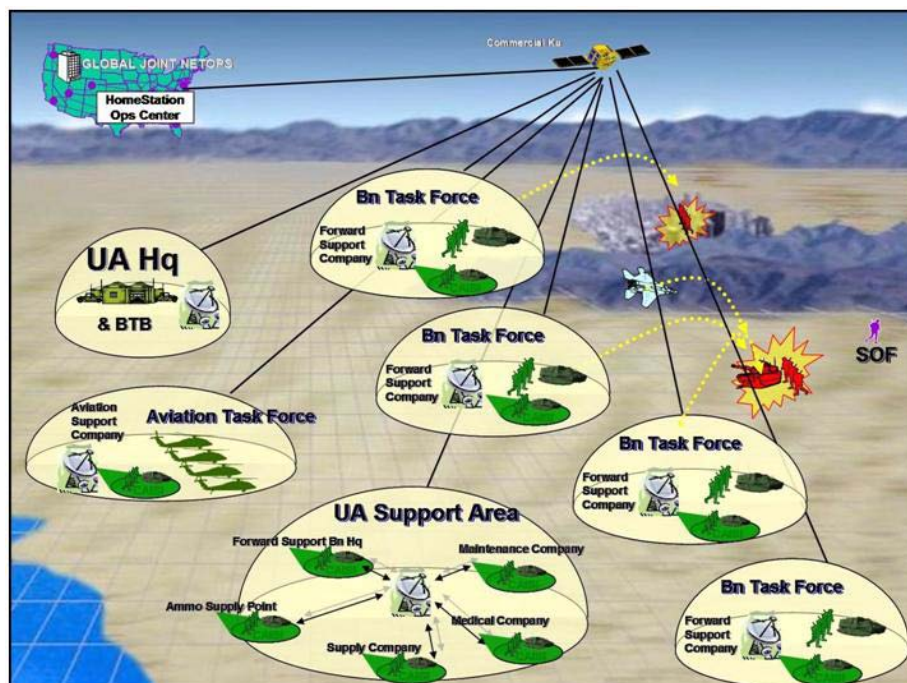 Commercial Ku
GLOBAL JOINT NETOPS
HomeStation
Ops Center
Bn Task Force
Forward
Support
Company
UA Hq
& BTB
Bn Task Force
Forward
Support
Company
SOF
Aviation
Support
Company
Aviation Task Force
Bn Task Force
Forward
Support
Company
UA Support Area
Forward Support Bn Hq
Maintenance Company
Ammo Supply Point
Medical Company
Supply Company
Bn Task Force
Forward
Support
Company